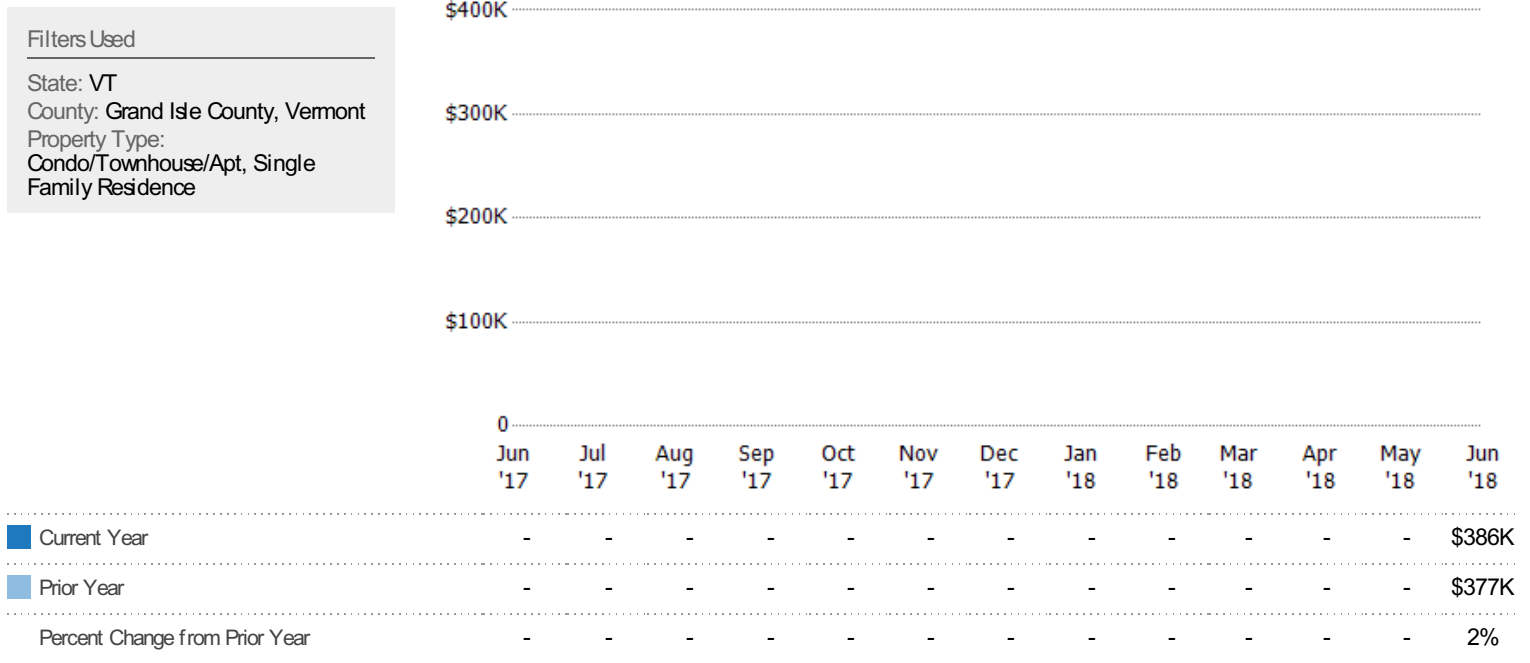 Filters Used
State: VT
County: Grand Isle County, Vermont
Property Type:
Condo/Townhouse/Apt, Single
Family Residence
$400K
$300K
$200K
$100K
0
Jun Jul Aug Sep Oct Nov Dec Jan Feb Mar Apr May Jun
'17 '17 '17 '17 '17 '17 '17 '18 '18 '18 '18 '18 '18
Current Year - - - - - - - - - - - - $386K
Prior Year - - - - - - - - - - - - $377K
Percent Change from Prior Year - - - - - - - - - - - - 2%